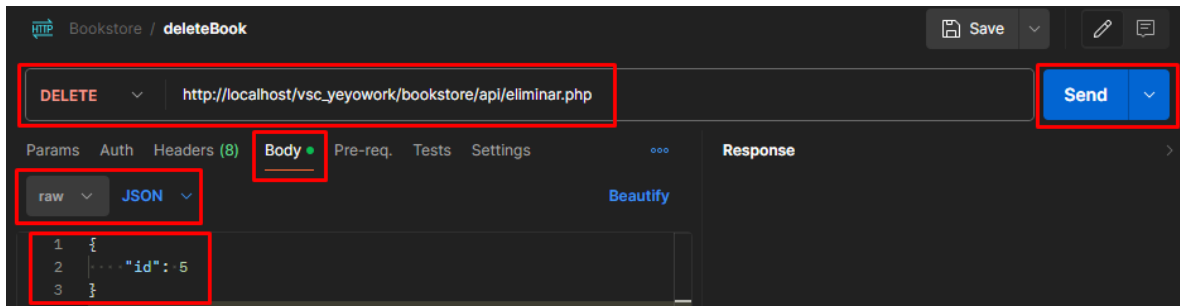 HTTP Bookstore / deleteBook Save
DELETE http://localhost/vsc_yeyowork/bookstore/api/eliminar.php Send
Params Auth Headers (8) Body Pre-req. Tests Settings Response
raw JSON Beautify
1 {
2 "id": 5
3 }